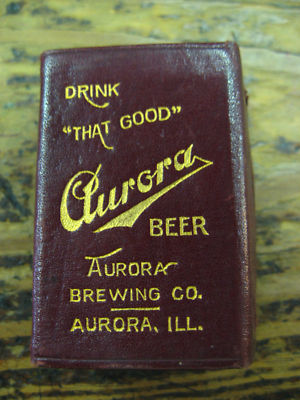 DRINK
"THAT GOOD"
Aurora
BEER
AURORA
BREWING CO.
AURORA, ILL.